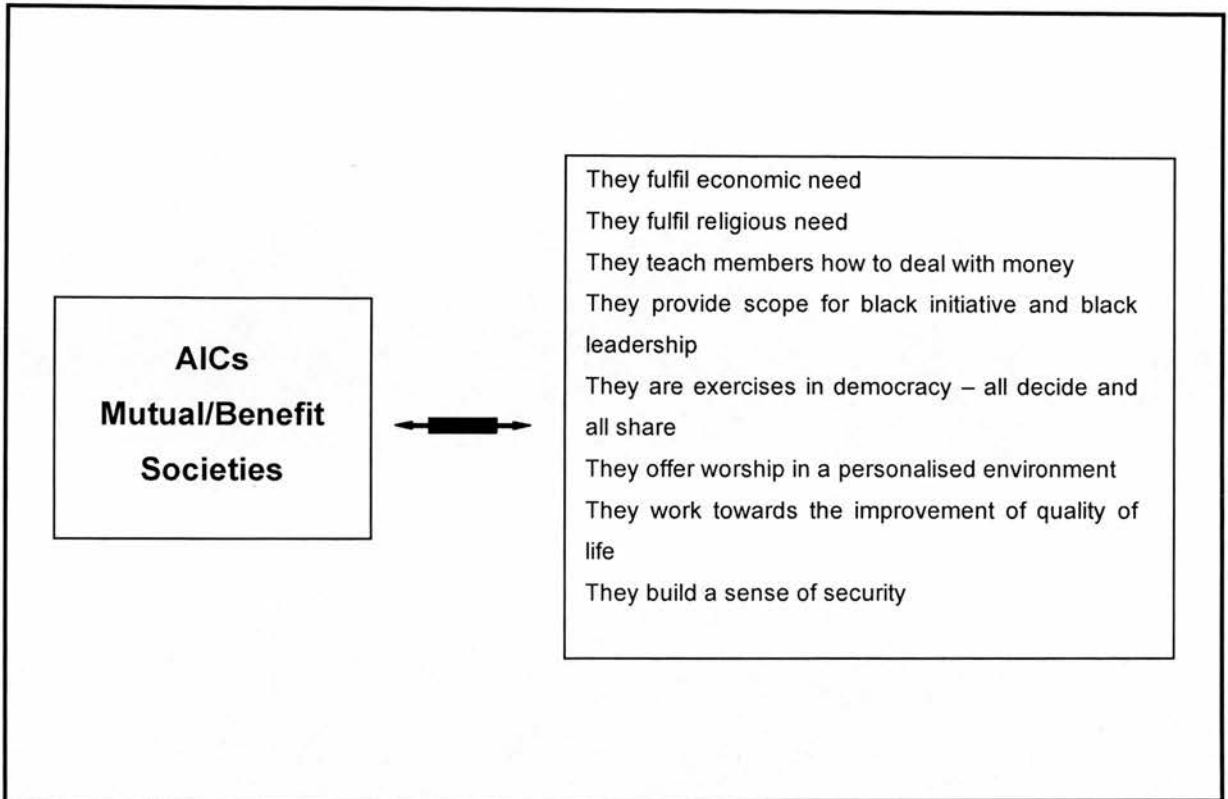 AICs
Mutual/Benefit
Societies
They fulfil economic need
They fulfil religious need
They teach members how to deal with money
They provide scope for black initiative and black
leadership
They are exercises in democracy – all decide and
all share
They offer worship in a personalised environment
They work towards the improvement of quality of
life
They build a sense of security